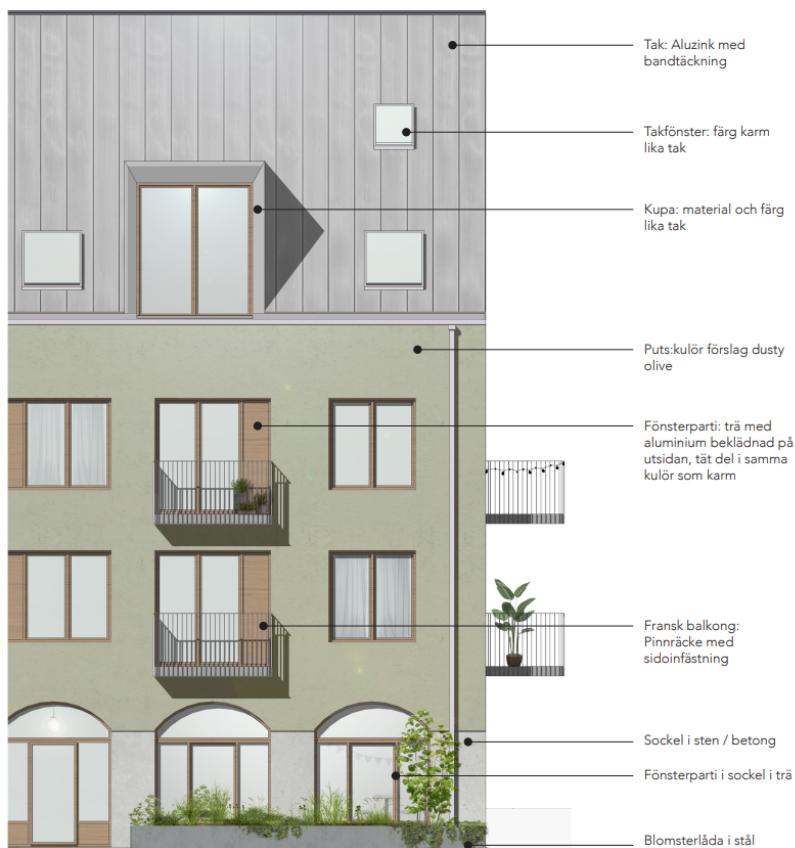 Tak: Aluzink med
bandtäckning
Takfönster: färg karm
lika tak
Kupa: material och färg
lika tak
Puts:kulör förslag dusty
olive
Fönsterparti: trä med
aluminium beklädnad på
utsidan, tät del i samma
kulör som karm
Fransk balkong:
Pinnräcke med
sidoinfästning
Sockel i sten / betong
Fönsterparti i sockel i trä
Blomsterlåda i stål